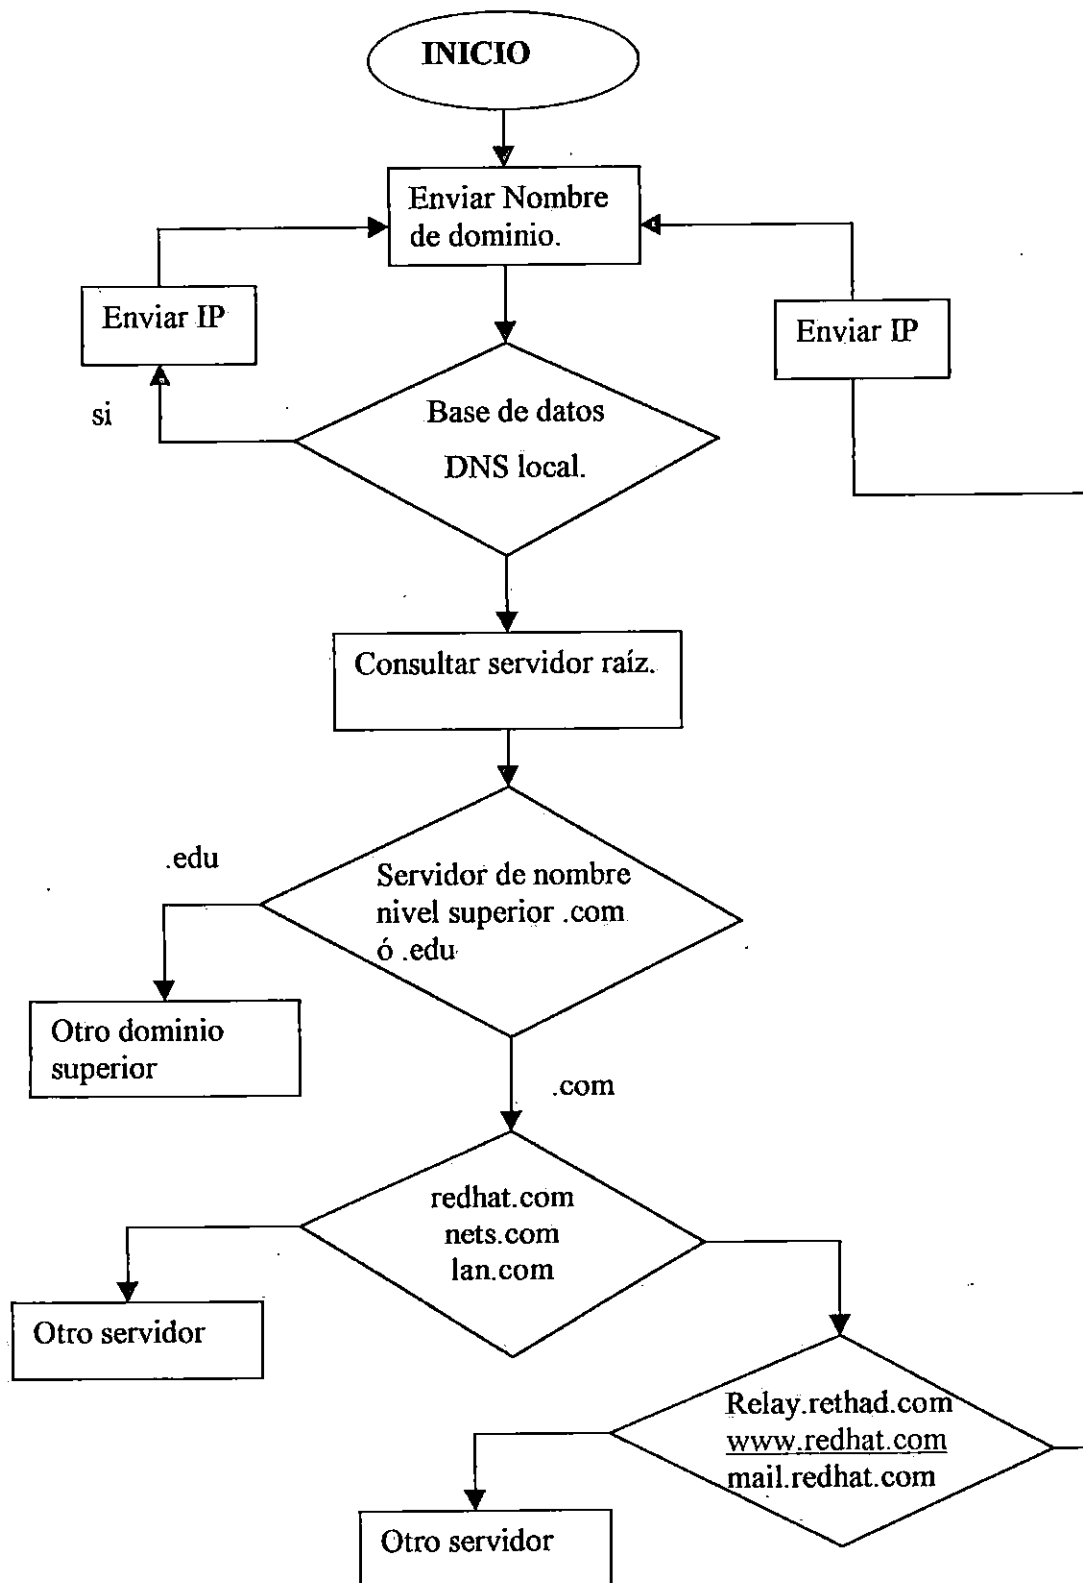 INICIO
Enviar Nombre
de dominio.
Enviar IP
Enviar IP
si
Base de datos
DNS local.
Consultar servidor raíz.
.edu
Servidor de nombre
nivel superior .com
ó .edu
Otro dominio
superior
.com
redhat.com
nets.com
lan.com
Otro servidor
Relay.rethad.com
www.redhat.com
mail.redhat.com
Otro servidor